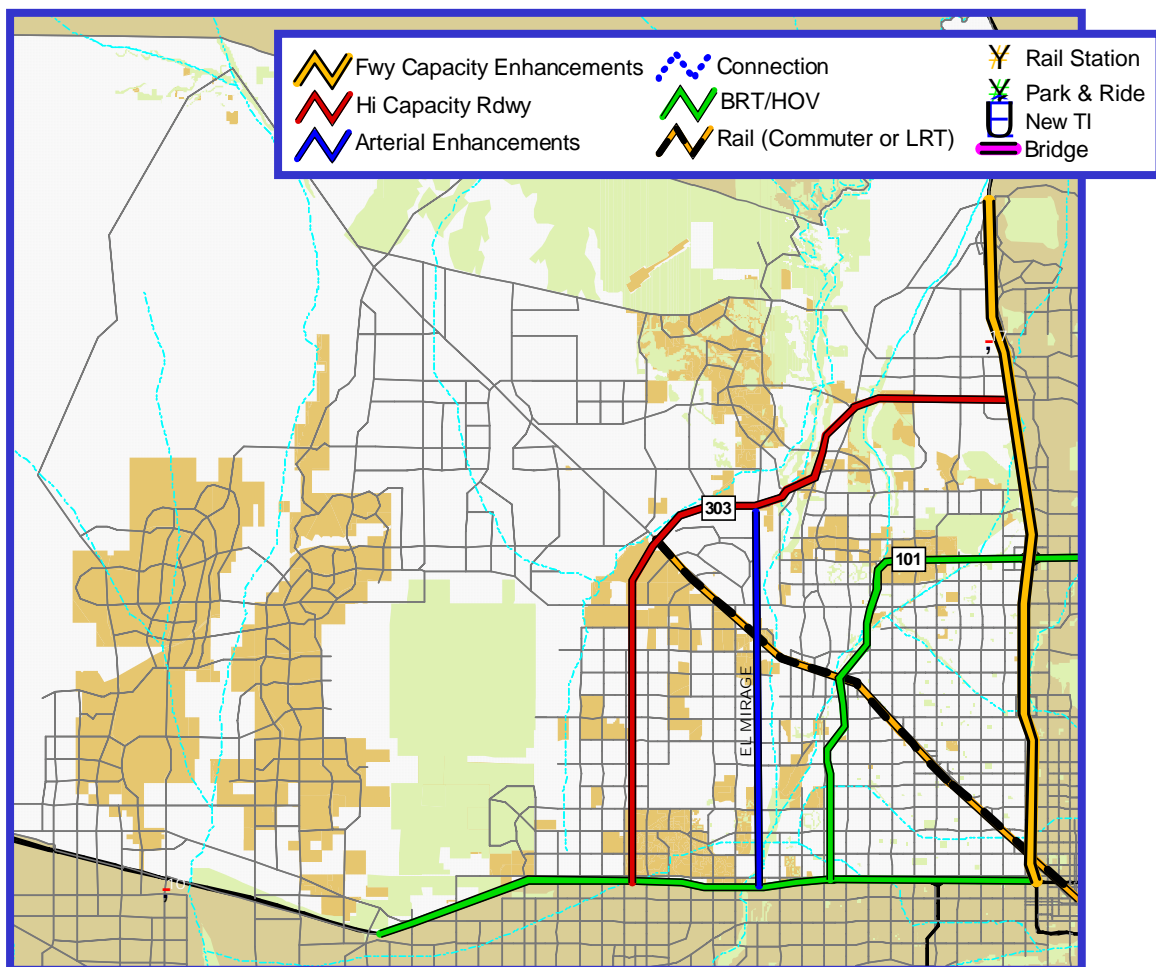 Fwy Capacity Enhancements
Hi Capacity Rdwy
Arterial Enhancements
Connection
BRT/HOV
Rail (Commuter or LRT)
Rail Station
Park & Ride
New TI
Bridge
303
101
EL MIRAGE
10